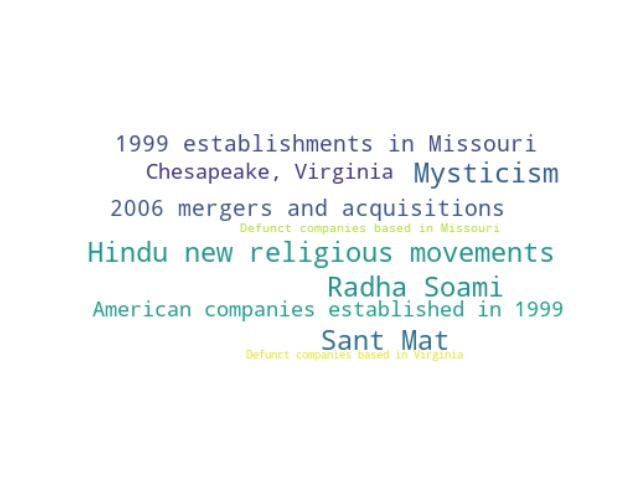 1999 establishments in Missouri
Chesapeake, Virginia Mysticism
2006 mergers and acquisitions
Defunct companies based in Missouri
Hindu new religious movements
Radha Soami
American companies established in 1999
Sant Mat
Defunct companies based in Virginia